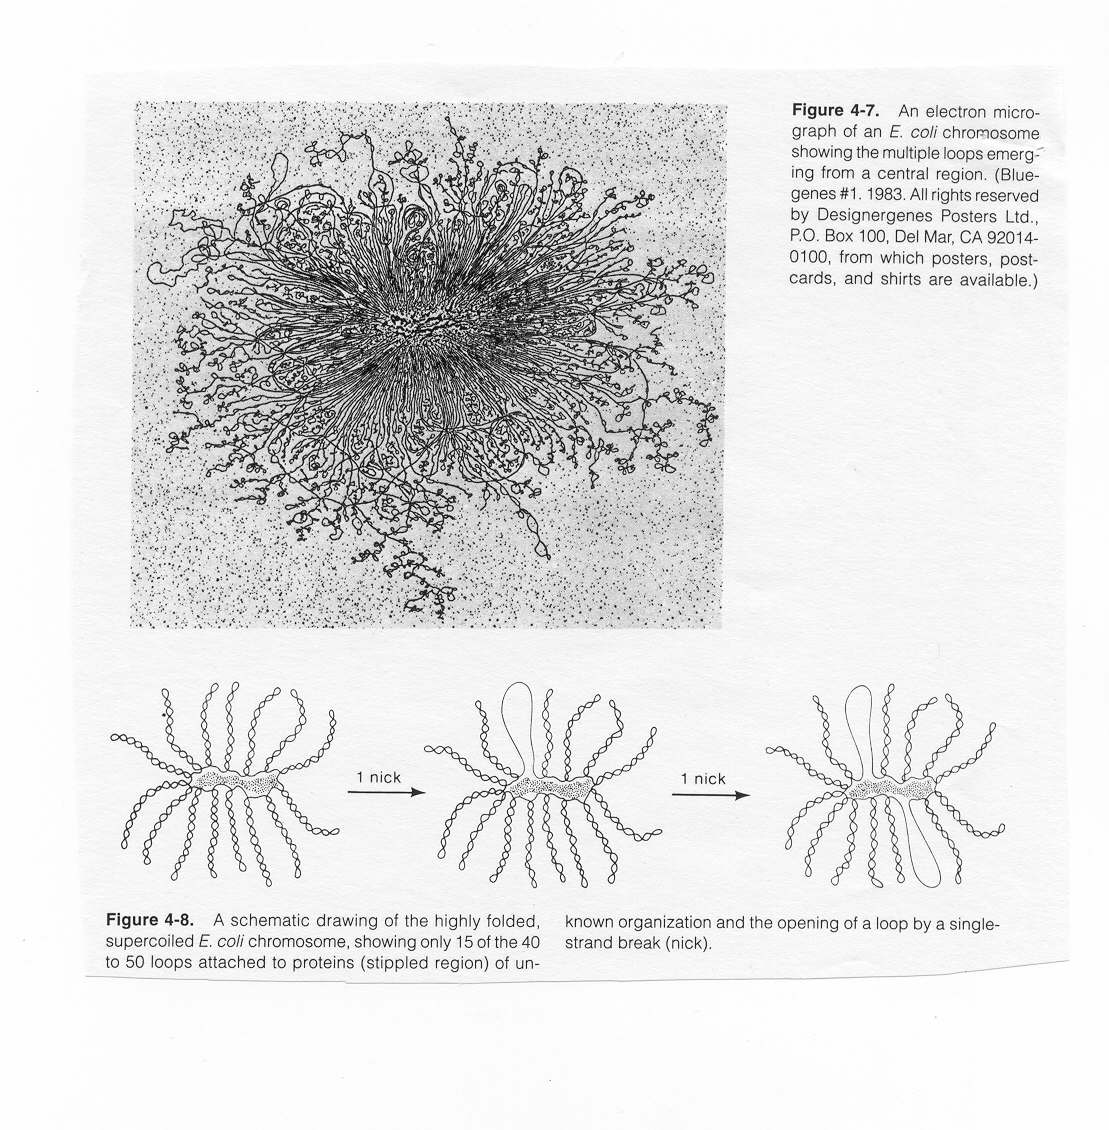 Figure 4-7. An electron micro-
graph of an E. coli chromosome
showing the multiple loops emerg-
ing from a central region. (Blue-
genes #1. 1983. All rights reserved
by Designergenes Posters Ltd.,
P.O. Box 100, Del Mar, CA 92014-
0100, from which posters, post-
cards, and shirts are available.)
1 nick
1 nick
Figure 4-8. A schematic drawing of the highly folded,
supercoiled E. coli chromosome, showing only 15 of the 40
to 50 loops attached to proteins (stippled region) of un-
known organization and the opening of a loop by a single-
strand break (nick).